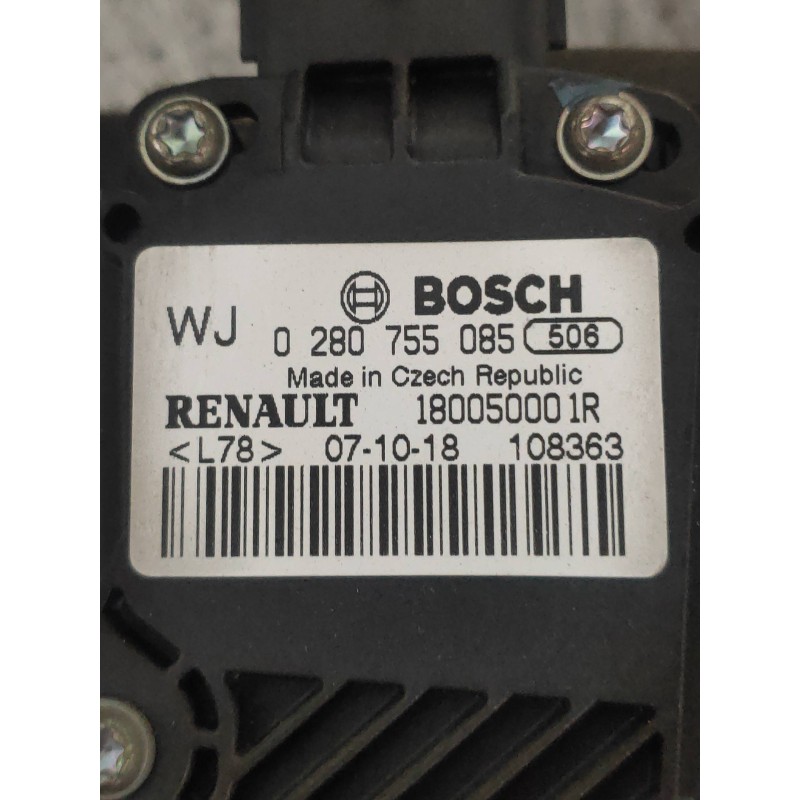 BOSCH
WJ 0 280 755 085 506
Made in Czech Republic
RENAULT 180050001R
<L78> 07-10-18 108363